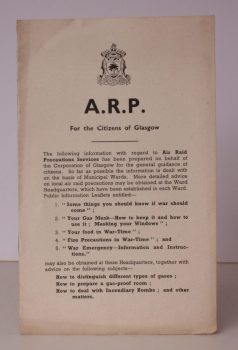 A.R.P.
For the Citizens of Glasgow
The following information with regard to Air Raid
Precautions Services has been prepared on behalf of
the Corporation of Glasgow for the general guidance of
citizens. So far as possible the information is dealt with
on the basis of Municipal Wards. More detailed advice
on local air raid precautions may be obtained at the Ward
Headquarters, which have been established in each Ward.
Public Information Leaflets entitled—
1. "Some things you should know if war should
come";
2. "Your Gas Mask—How to keep it and how to
use it; Masking your Windows";
3. "Your food in War-Time";
4. "Fire Precautions in War-Time"; and
5. "War Emergency—Information and Instruc-
tions,"
may also be obtained at these Headquarters, together with
advice on the following subjects—
How to distinguish different types of gases;
How to prepare a gas-proof room;
How to deal with Incendiary Bombs; and other
matters.